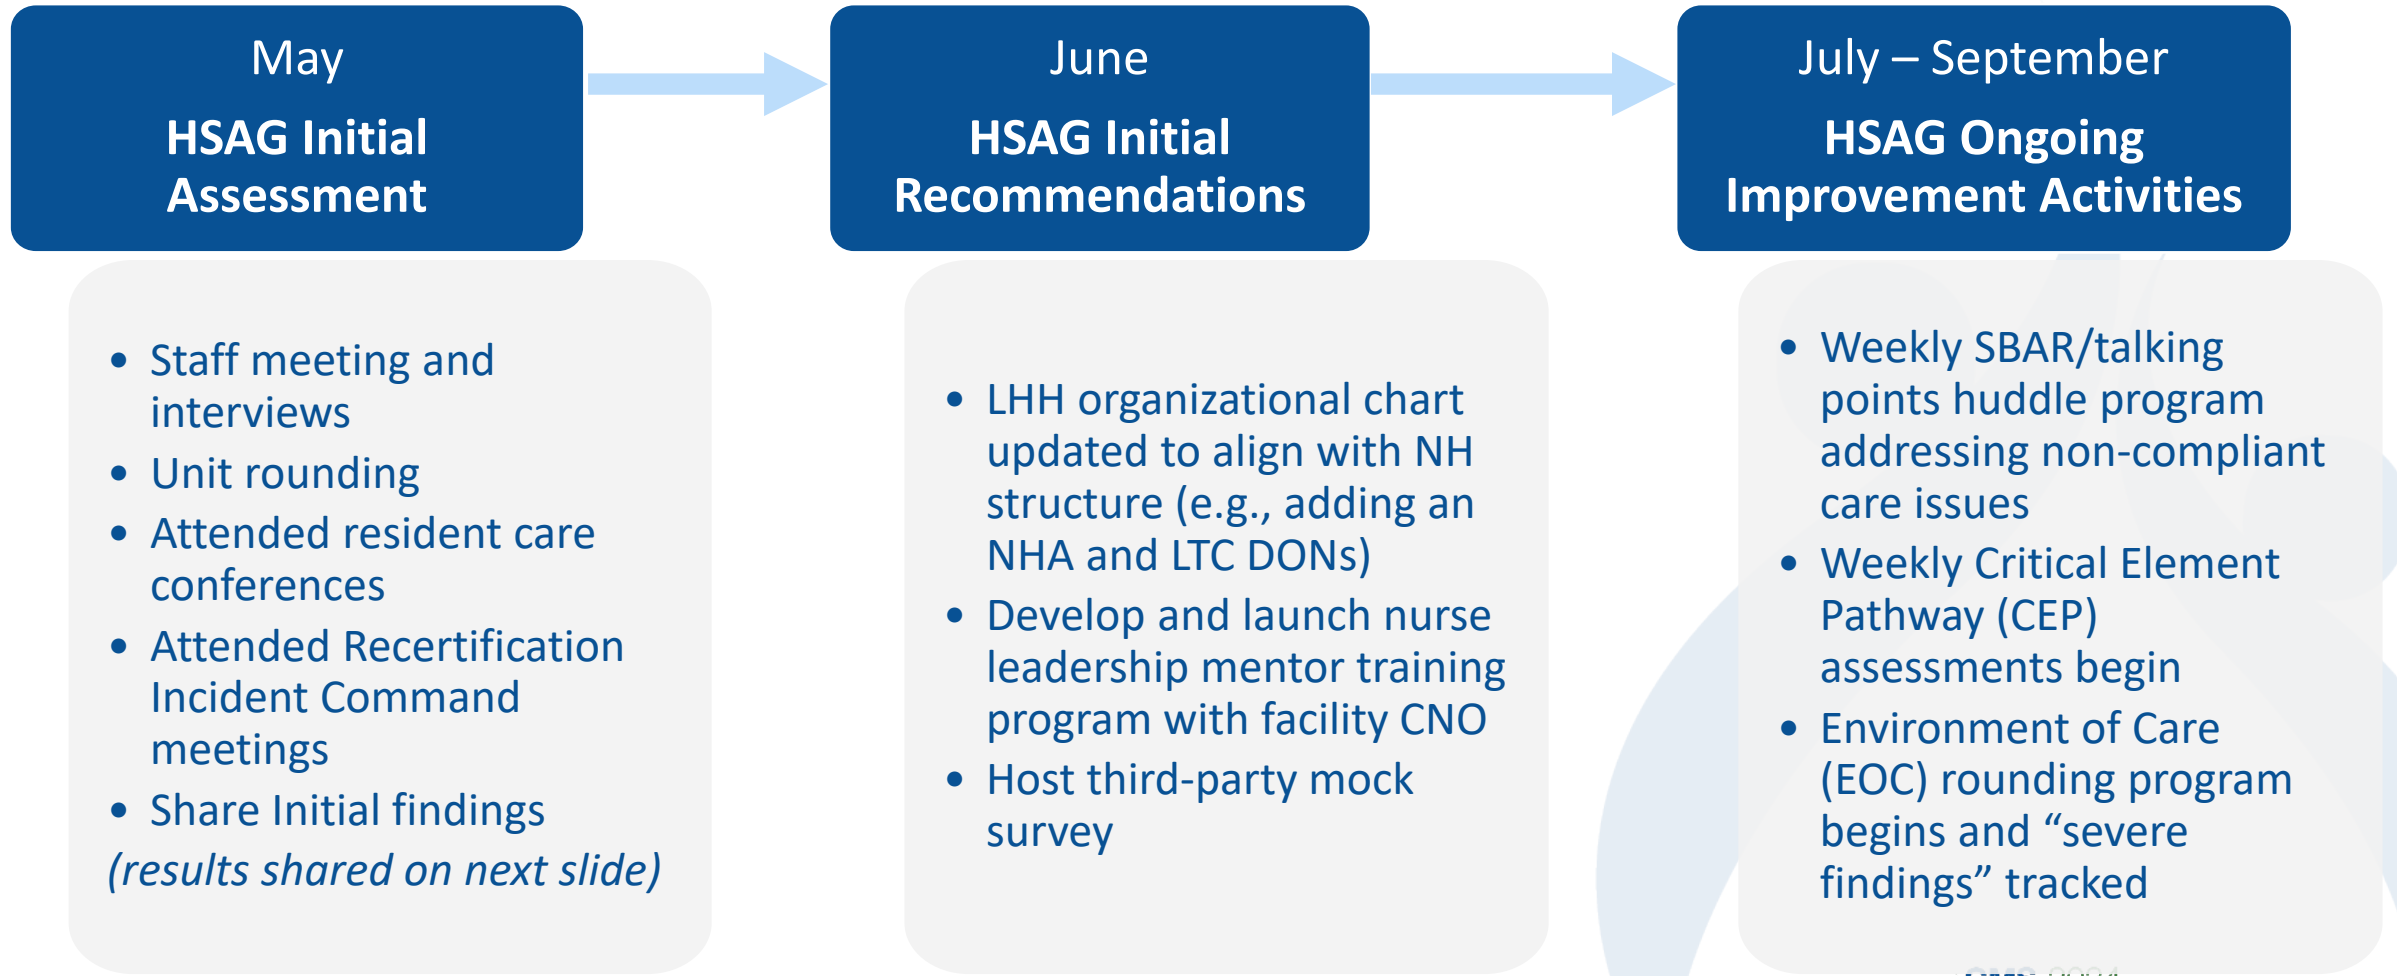 May
HSAG Initial
Assessment
• Staff meeting and
interviews
• Unit rounding
• Attended resident care
conferences
• Attended Recertification
Incident Command
meetings
• Share Initial findings
(results shared on next slide)
June
HSAG Initial
Recommendations
• LHH organizational chart
updated to align with NH
structure (e.g., adding an
NHA and LTC DONs)
• Develop and launch nurse
leadership mentor training
program with facility CNO
• Host third-party mock
survey
July – September
HSAG Ongoing
Improvement Activities
• Weekly SBAR/talking
points huddle program
addressing non-compliant
care issues
• Weekly Critical Element
Pathway (CEP)
assessments begin
• Environment of Care
(EOC) rounding program
begins and “severe
findings” tracked